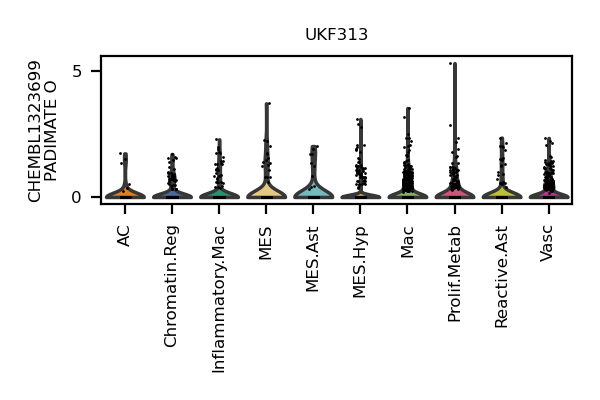 UKF313
CHEMBL1323699
PADIMATE O
5
0
AC
Chromatin.Reg
Inflammatory.Mac
MES
MES.Ast
MES.Hyp
Mac
Prolif.Metab
Reactive.Ast
Vasc